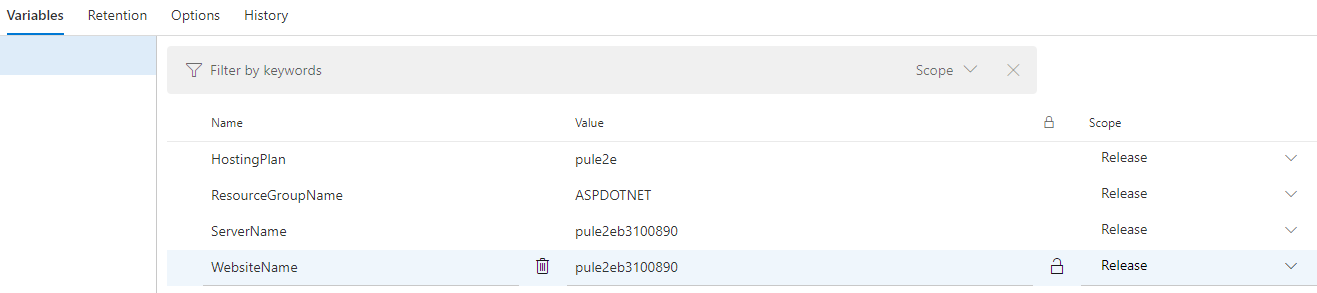 Variables Retention Options History
Filter by keywords Scope
Name Value Scope
HostingPlan pule2e Release
ResourceGroupName ASPDOTNET Release
ServerName pule2eb3100890 Release
WebsiteName pule2eb3100890 Release